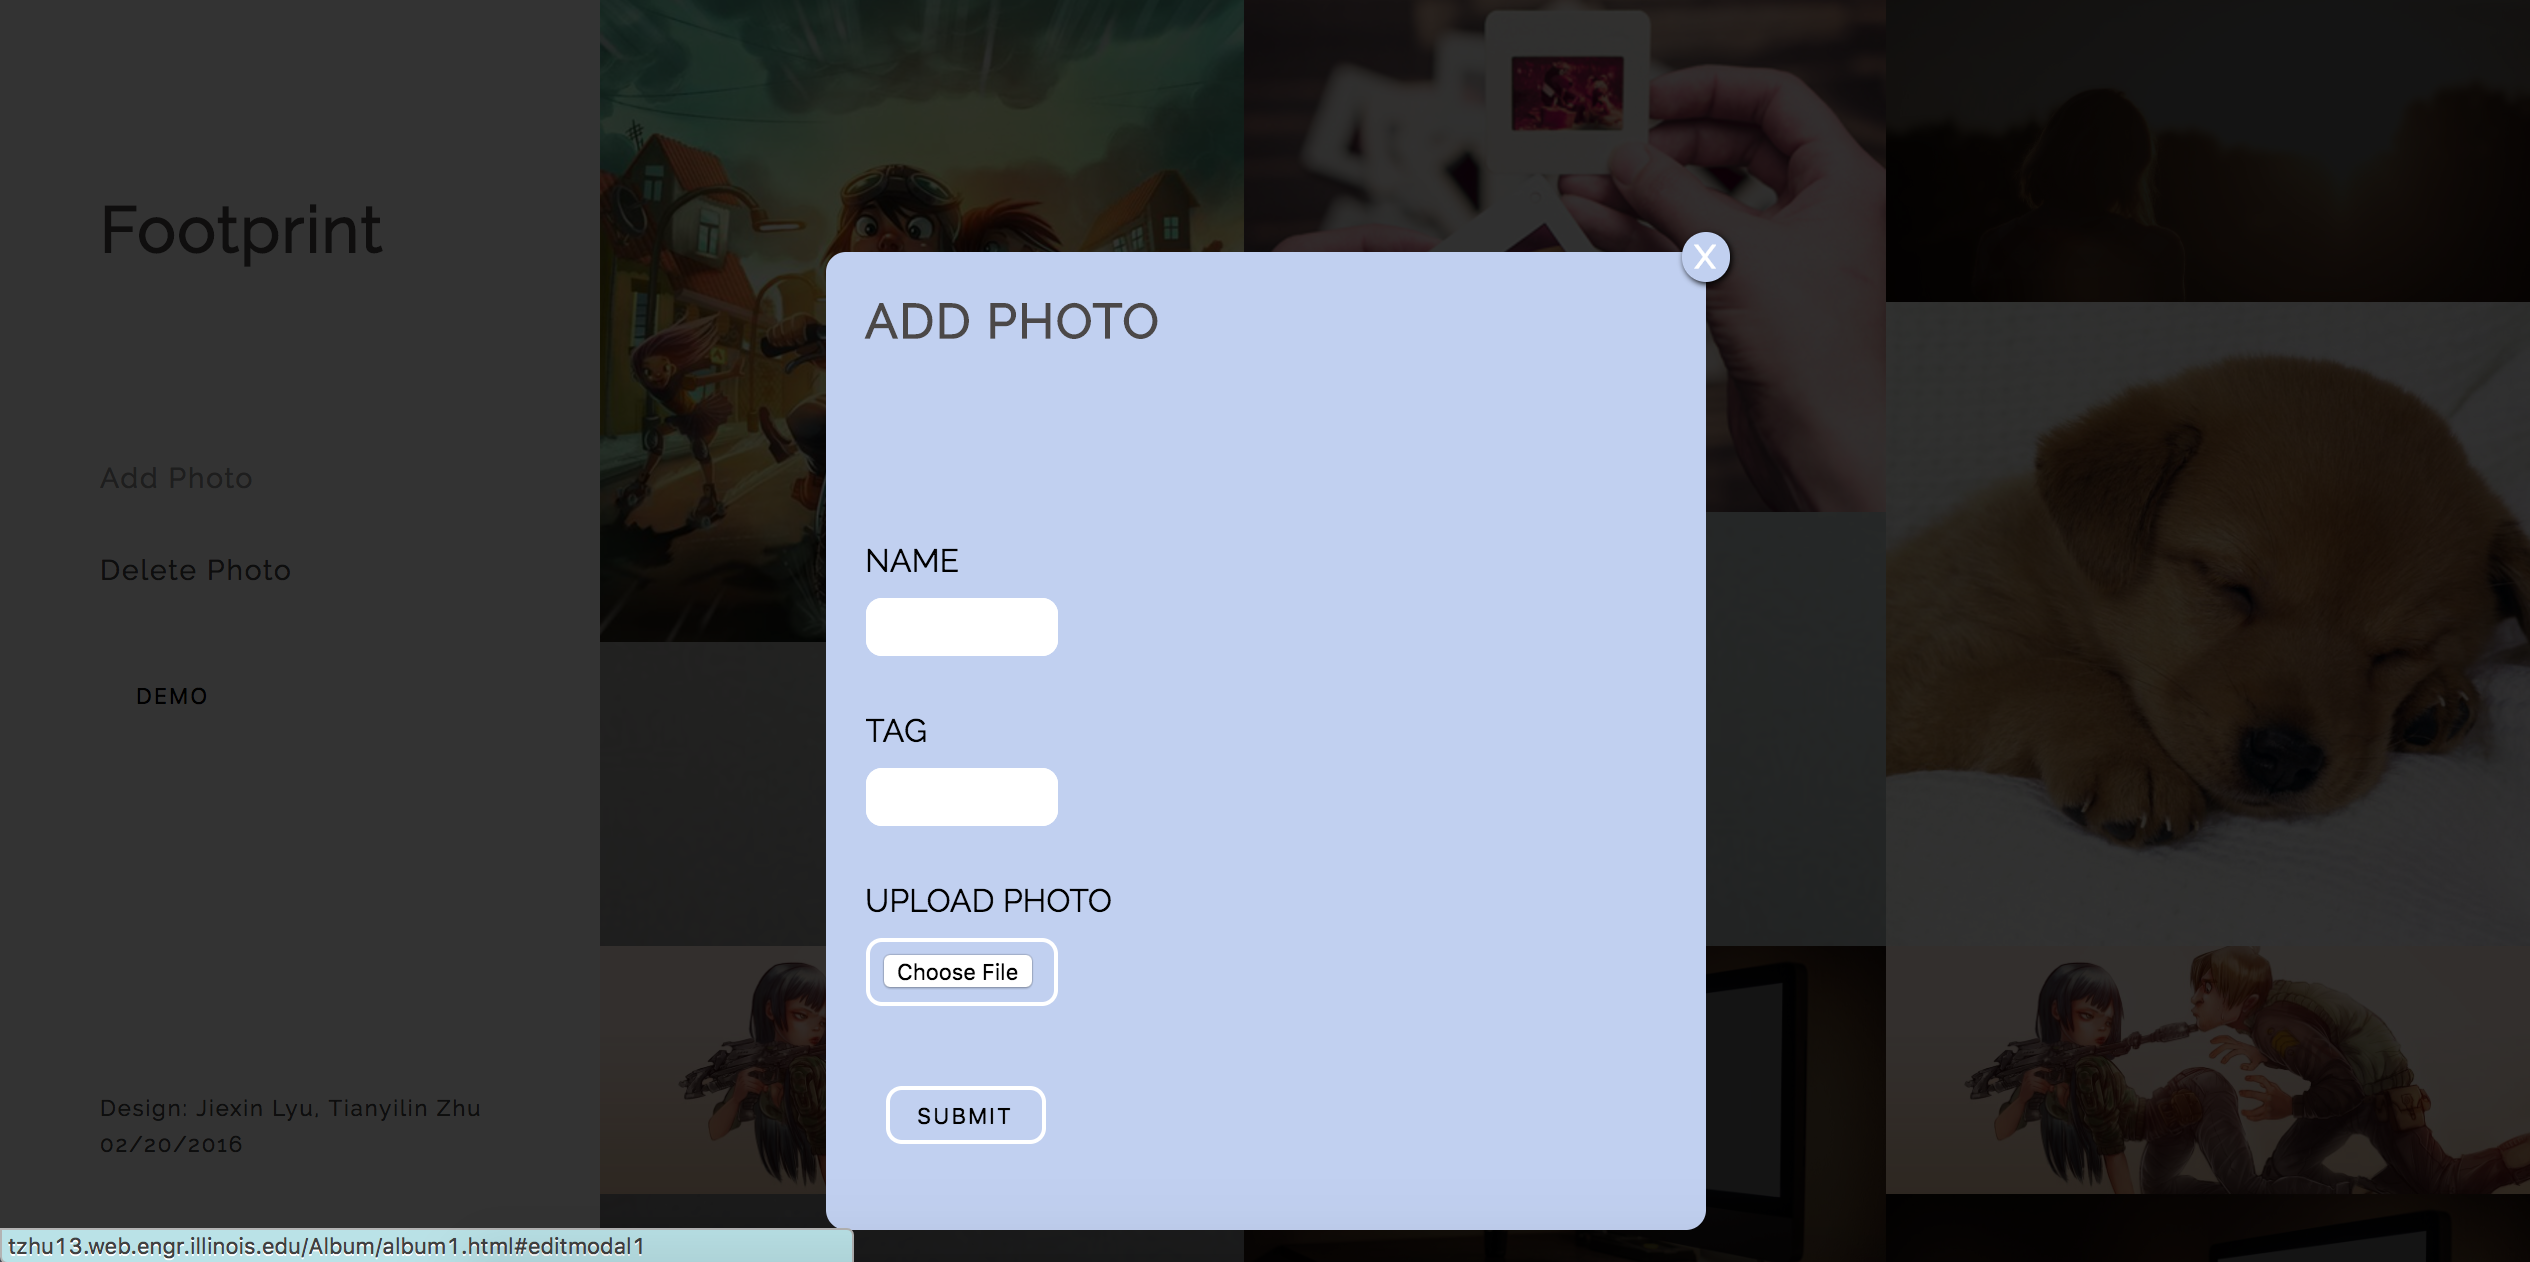 Footprint
Add Photo
Delete Photo
DEMO
Design: Jiexin Lyu, Tianyilin Zhu
02/20/2016
X
ADD PHOTO
NAME
TAG
UPLOAD PHOTO
Choose File
SUBMIT
tzhu13.web.engr.illinois.edu/Album/album1.html#editmodal1